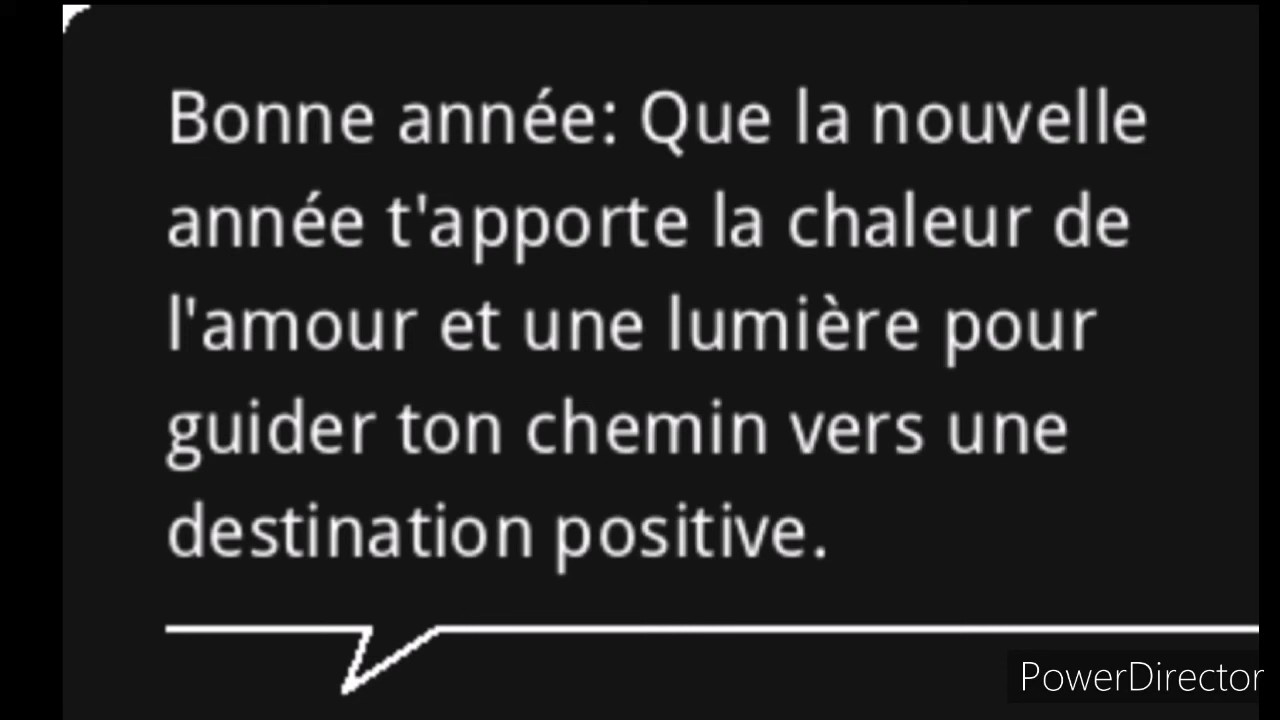 Bonne année: Que la nouvelle
année t'apporte la chaleur de
l'amour et une lumière pour
guider ton chemin vers une
destination positive.
PowerDirector